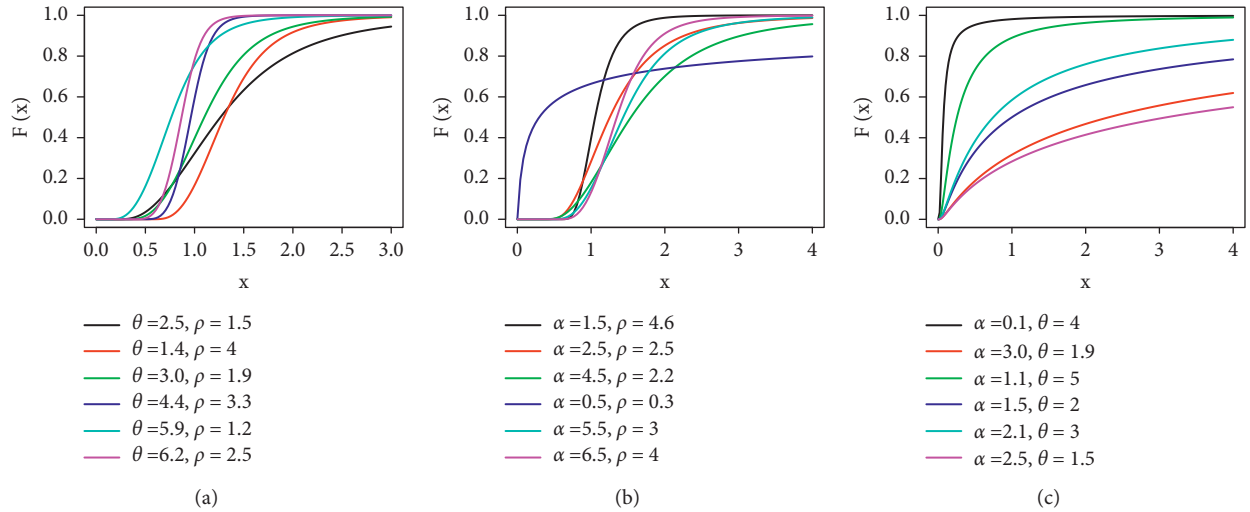 F (x)
1.0
0.8
0.6
0.4
0.2
0.0
0.0 0.5 1.0 1.5 2.0 2.5 3.0
x
θ =2.5, ρ = 1.5
θ =1.4, ρ = 4
θ =3.0, ρ = 1.9
θ =4.4, ρ = 3.3
θ =5.9, ρ = 1.2
θ =6.2, ρ = 2.5
(a)
F (x)
1.0
0.8
0.6
0.4
0.2
0.0
0 1 2 3 4
x
α =1.5, ρ = 4.6
α =2.5, ρ = 2.5
α =4.5, ρ = 2.2
α =0.5, ρ = 0.3
α =5.5, ρ = 3
α =6.5, ρ = 4
(b)
F (x)
1.0
0.8
0.6
0.4
0.2
0.0
0 1 2 3 4
x
α =0.1, θ = 4
α =3.0, θ = 1.9
α =1.1, θ = 5
α =1.5, θ = 2
α =2.1, θ = 3
α =2.5, θ = 1.5
(c)